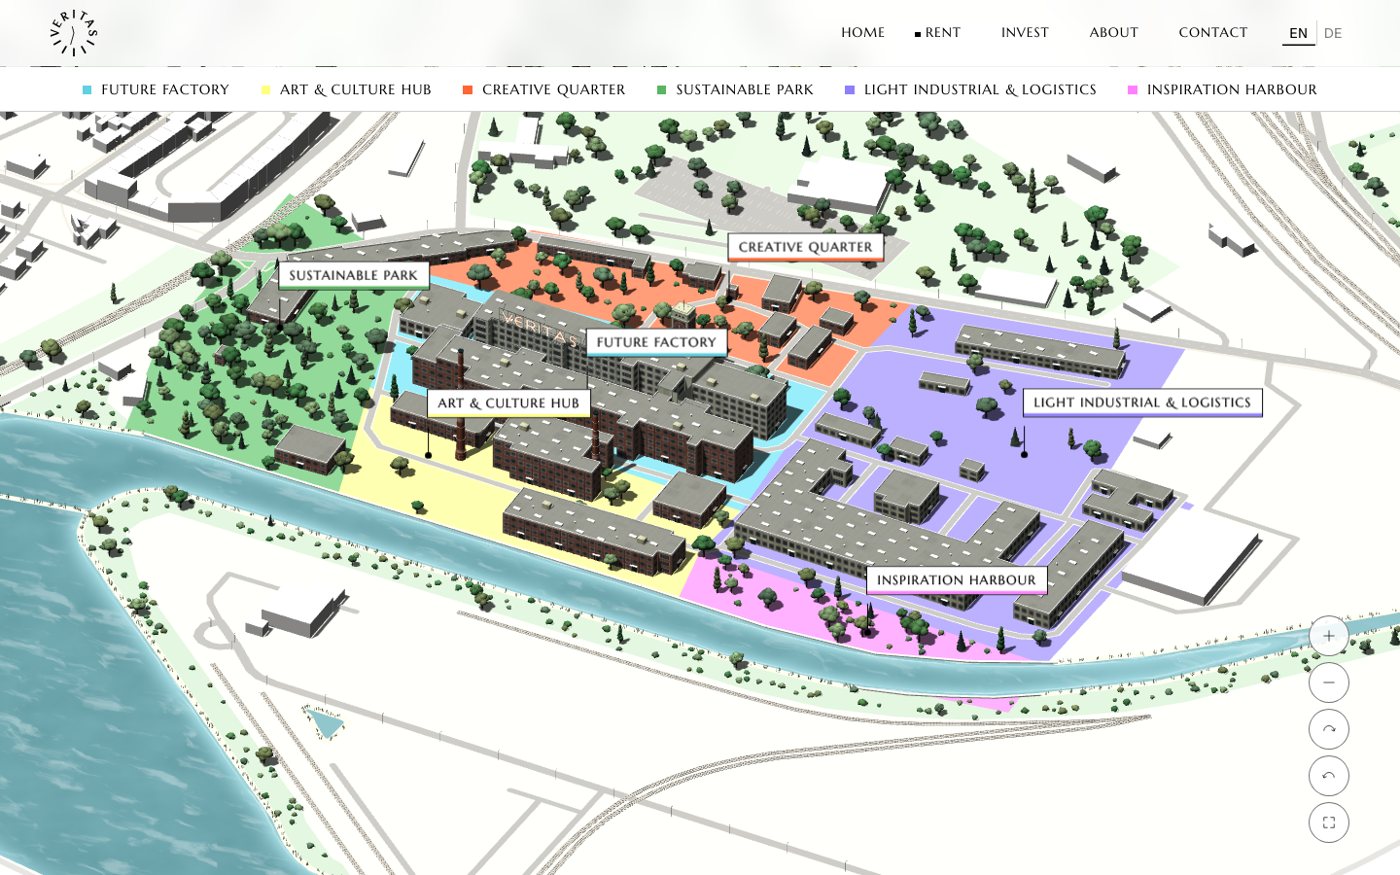 VERITAS
HOME
RENT
INVEST
ABOUT
CONTACT
EN
DE
FUTURE FACTORY
ART & CULTURE HUB
CREATIVE QUARTER
SUSTAINABLE PARK
LIGHT INDUSTRIAL & LOGISTICS
INSPIRATION HARBOUR
CREATIVE QUARTER
SUSTAINABLE PARK
VERITAS
FUTURE FACTORY
ART & CULTURE HUB
LIGHT INDUSTRIAL & LOGISTICS
INSPIRATION HARBOUR